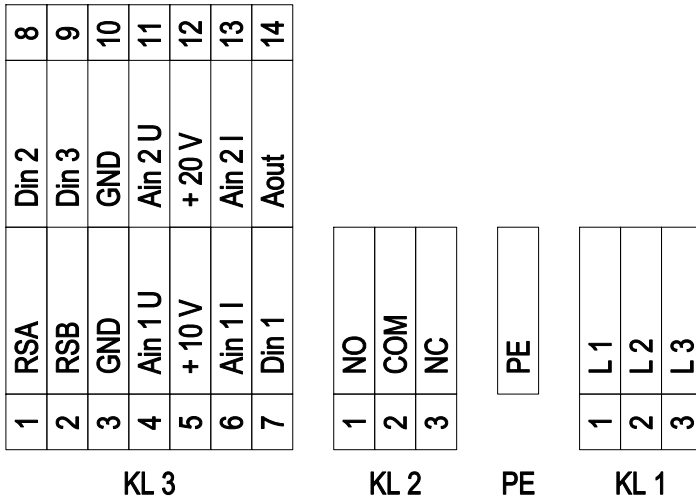 8 9 10 11 12 13 14
Din 2 Din 3 GND Ain 2 U + 20 V Ain 2 I Aout
RSA RSB GND Ain 1 U + 10 V Ain 1 I Din 1 NO COM NC PE L 1 L 2 L 3
1 2 3 4 5 6 7 1 2 3 1 2 3
KL 3 KL 2 PE KL 1